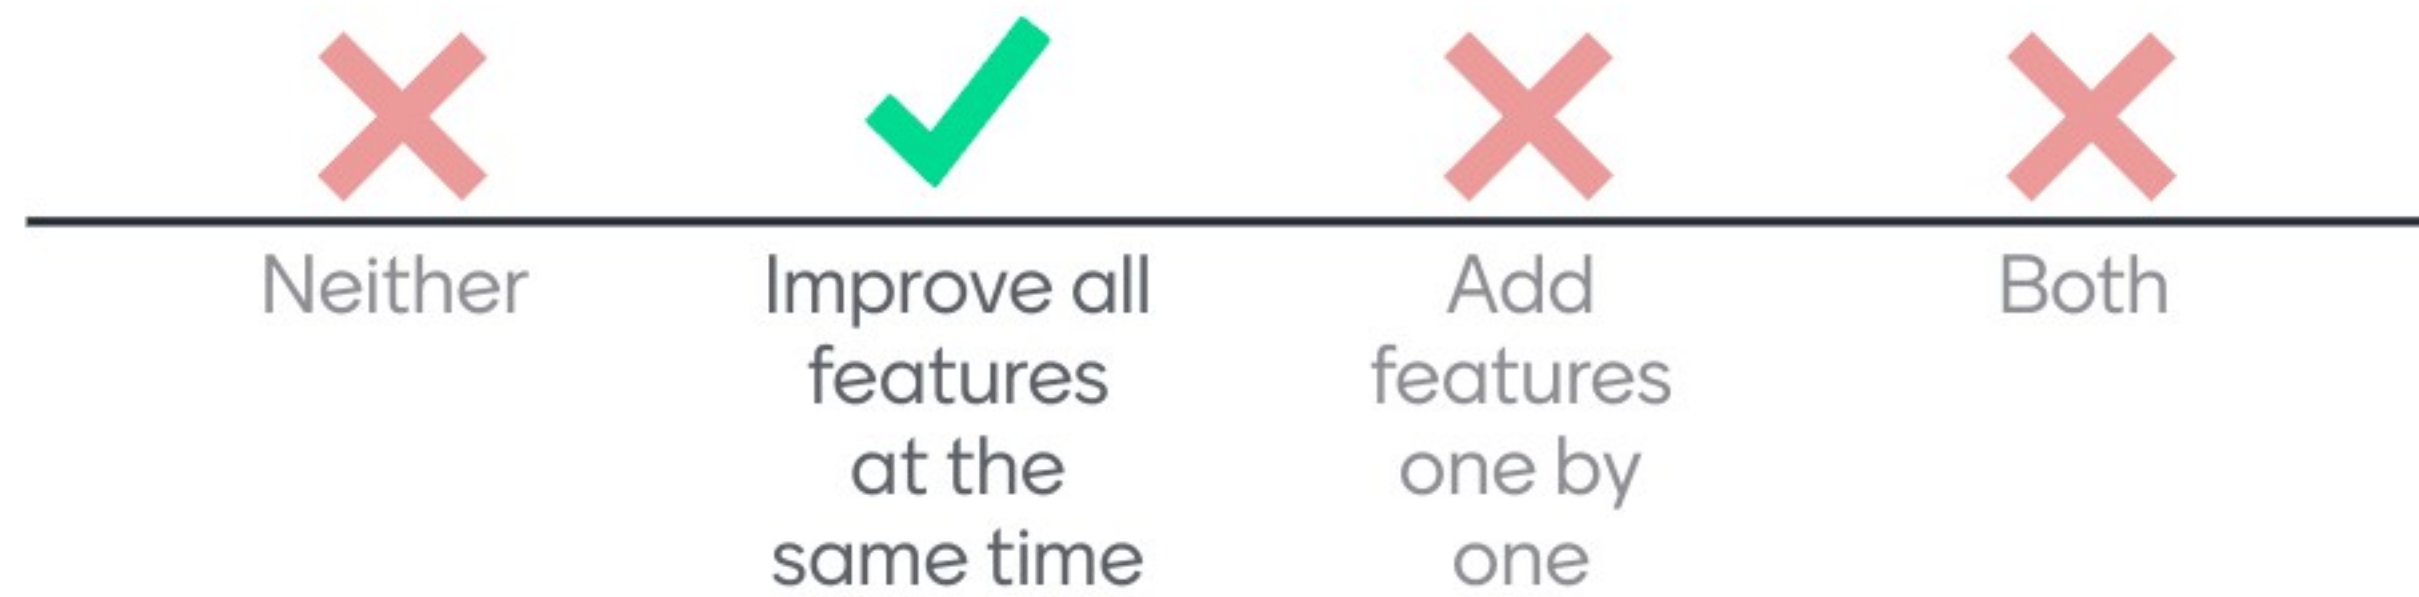 Neither
Improve all
features
at the
same time
Add
features
one by
one
Both